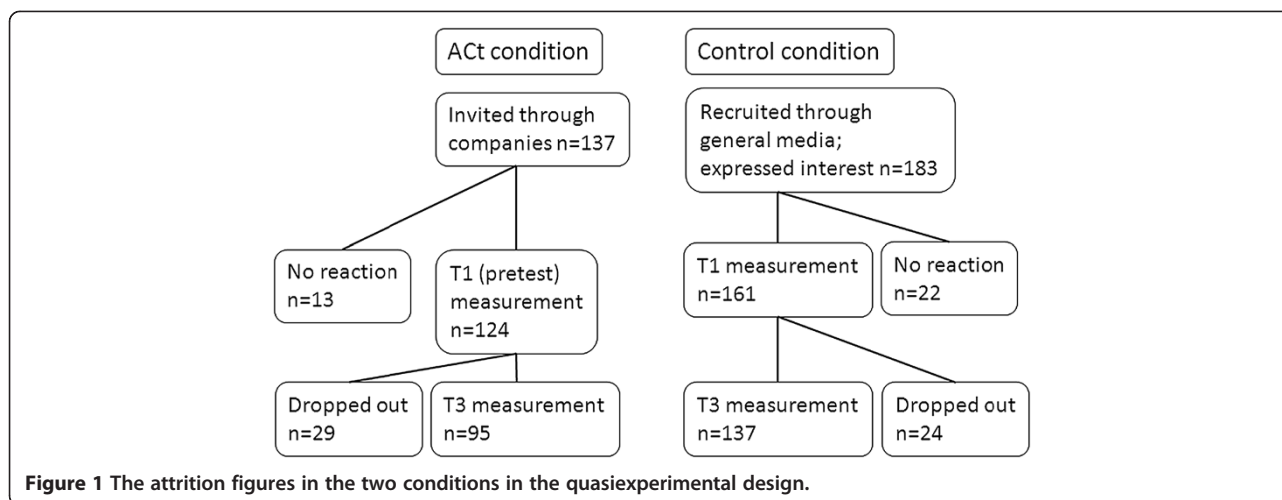 ACt condition
Control condition
Invited through
companies n=137
Recruited through
general media;
expressed interest n=183
No reaction
n=13
T1 (pretest)
measurement
n=124
T1 measurement
n=161
No reaction
n=22
Dropped out
n=29
T3 measurement
n=95
T3 measurement
n=137
Dropped out
n=24
Figure 1 The attrition figures in the two conditions in the quasiexperimental design.